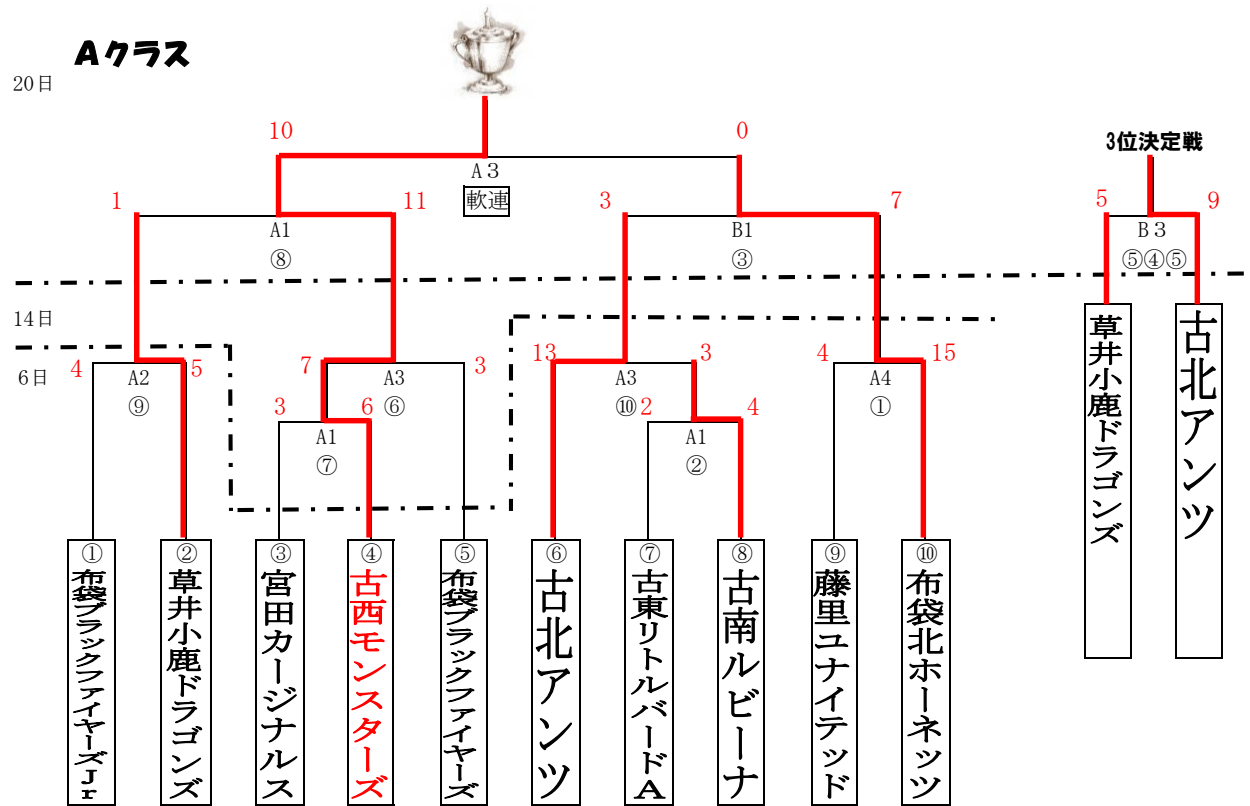 Aクラス
20日
10
0
3位決定戦
A3
軟連
1
11
3
7
5
9
A1
B1
B3
⑧
③
⑤④⑤
14日
6日
4
5
7
3
13
3
4
15
A2
A3
A3
A4
⑨
⑥
⑩
①
3
6
2
4
A1
A1
⑦
②
草井小鹿ドラゴンズ
古北アンツ
①布袋ブラックファイヤーズJr
②草井小鹿ドラゴンズ
③宮田カージナルス
④古西モンスターズ
⑤布袋ブラックファイヤーズ
⑥古北アンツ
⑦古東リトルバードA
⑧古南ルビーナ
⑨藤里ユナイテッド
⑩布袋北ホーネッツ